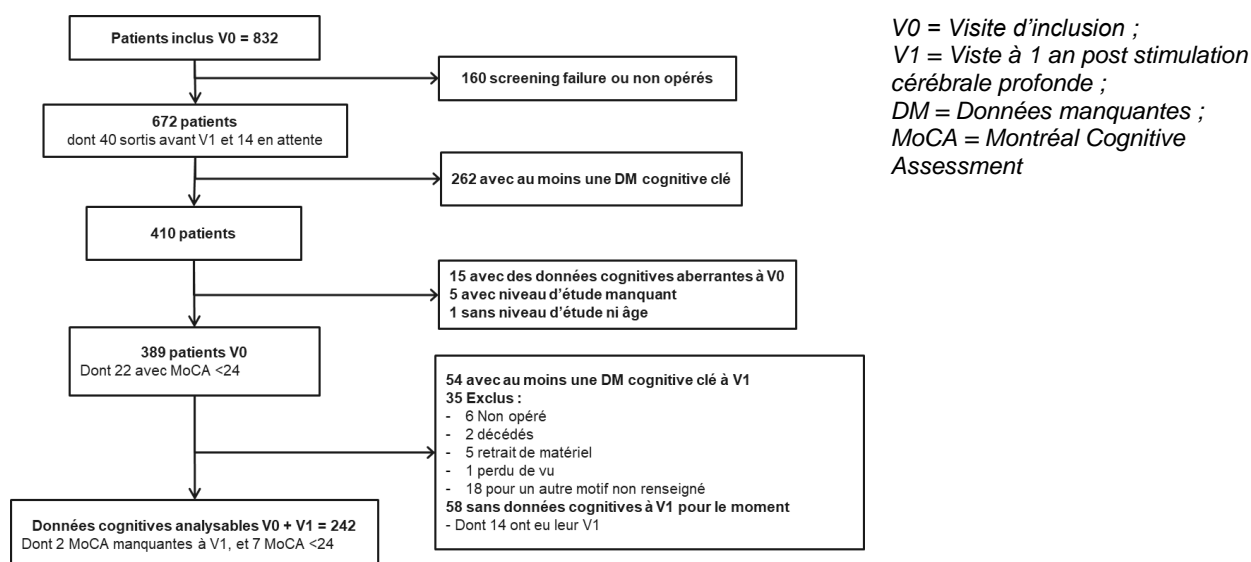 Patients inclus V0 = 832
160 screening failure ou non opérés
672 patients
dont 40 sortis avant V1 et 14 en attente
262 avec au moins une DM cognitive clé
410 patients
15 avec des données cognitives aberrantes à V0
5 avec niveau d'étude manquant
1 sans niveau d'étude ni âge
389 patients V0
Dont 22 avec MoCA <24
54 avec au moins une DM cognitive clé à V1
35 Exclus :
- 6 Non opéré
- 2 décédés
- 5 retrait de matériel
- 1 perdu de vu
- 18 pour un autre motif non renseigné
58 sans données cognitives à V1 pour le moment
- Dont 14 ont eu leur V1
Données cognitives analysables V0 + V1 = 242
Dont 2 MoCA manquantes à V1, et 7 MoCA <24
V0 = Visite d'inclusion ;
V1 = Viste à 1 an post stimulation
cérébrale profonde ;
DM = Données manquantes ;
MoCA = Montréal Cognitive
Assessment